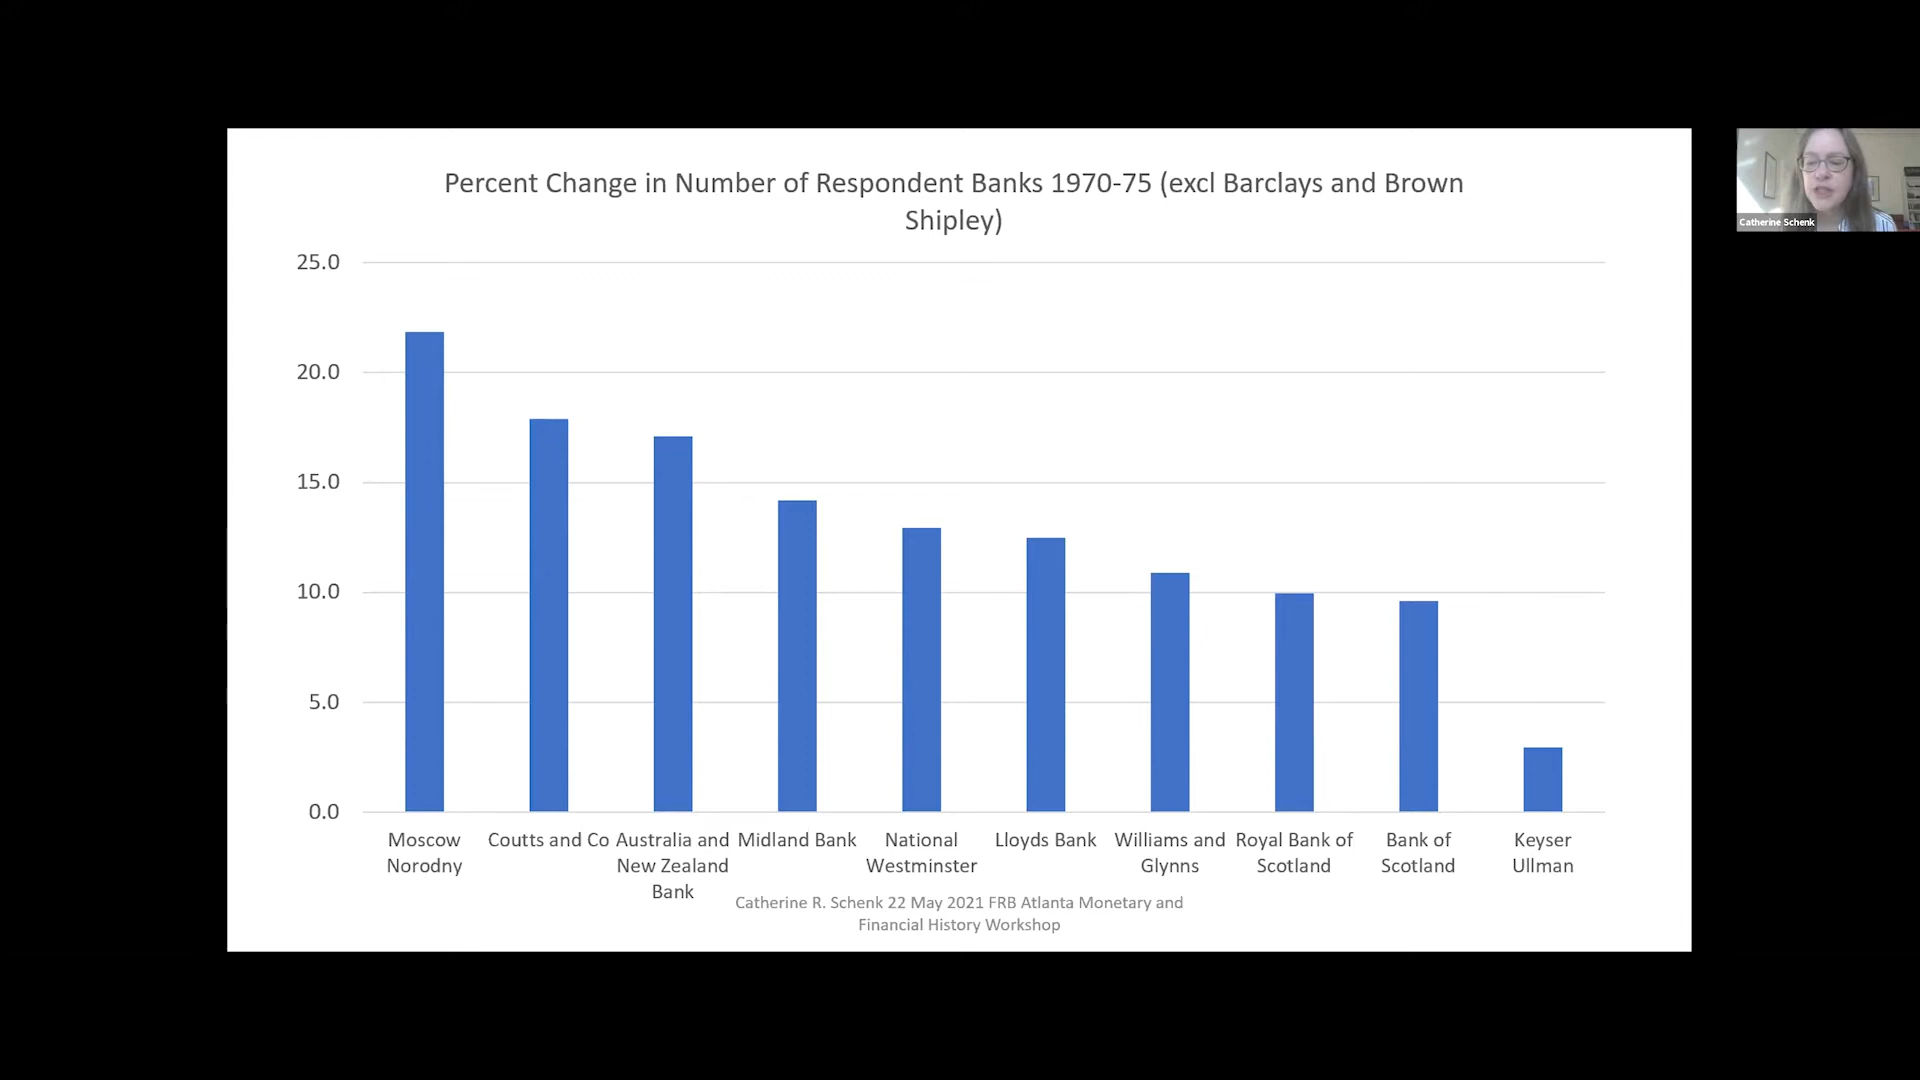 Percent Change in Number of Respondent Banks 1970-75 (excl Barclays and Brown
Shipley)
Catherine Schenk
25.0
20.0
15.0
10.0
5.0
0.0
Moscow
Norodny
Coutts and Co
Australia and
New Zealand
Bank
Midland Bank
National
Westminster
Lloyds Bank
Williams and
Glynns
Royal Bank of
Scotland
Bank of
Scotland
Keyser
Ullman
Catherine R. Schenk 22 May 2021 FRB Atlanta Monetary and
Financial History Workshop